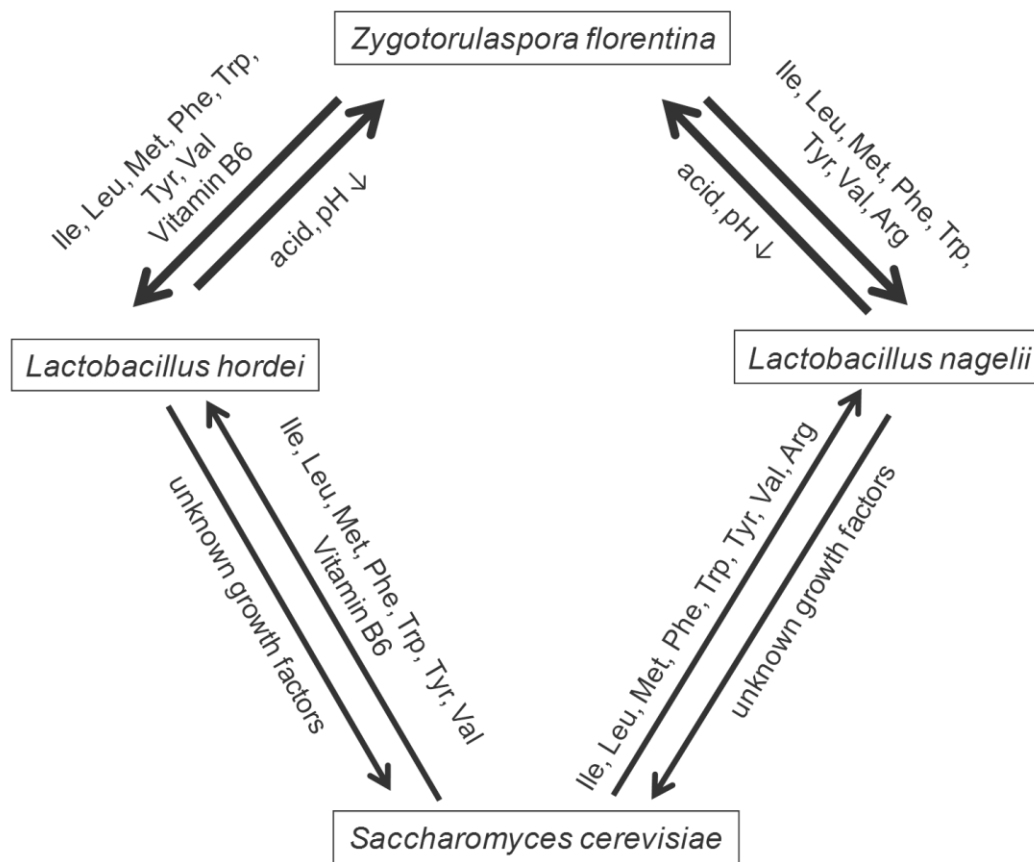 Zygotorulaspora florentina
Ile, Leu, Met, Phe, Trp,
Tyr, Val
Vitamin B6
acid, pH ↓
Ile, Leu, Met, Phe, Trp,
Tyr, Val, Arg
acid, pH ↓
Lactobacillus hordei
Lactobacillus nagelii
unknown growth factors
Ile, Leu, Met, Phe, Trp, Tyr, Val
Vitamin B6
Ile, Leu, Met, Phe, Trp, Tyr, Val, Arg
unknown growth factors
Saccharomyces cerevisiae